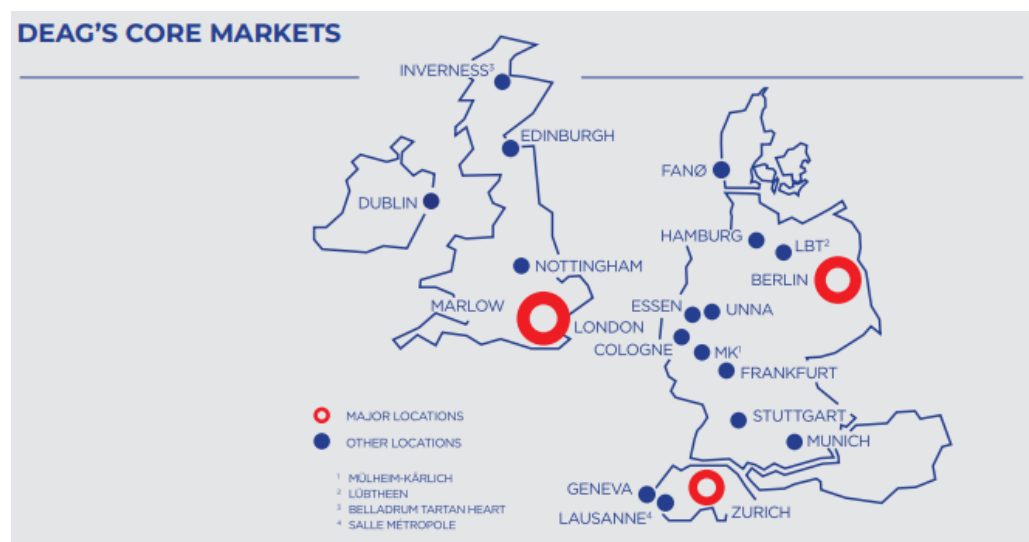 DEAG'S CORE MARKETS
INVERNESS³
EDINBURGH
DUBLIN
FANØ
HAMBURG
LBT²
NOTTINGHAM
BERLIN
MARLOW
LONDON
ESSEN
UNNA
COLOGNE
MK¹
FRANKFURT
MAJOR LOCATIONS
OTHER LOCATIONS
STUTTGART
MUNICH
¹ MÜLHEIM-KÄRLICH
² LÜBTHEEN
³ BELLADRUM TARTAN HEART
⁴ SALLE MÉTROPOLE
GENEVA
LAUSANNE⁴
ZURICH